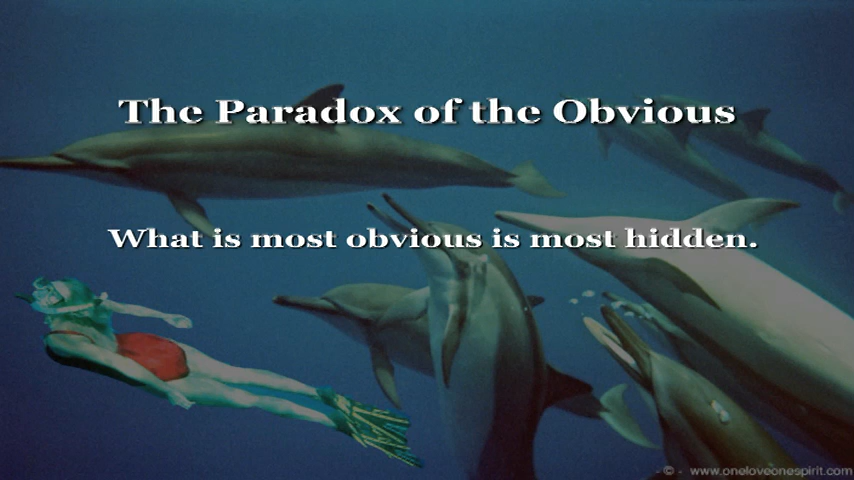 The Paradox of the Obvious
What is most obvious is most hidden.
- © - www.oneloveonespirit.com